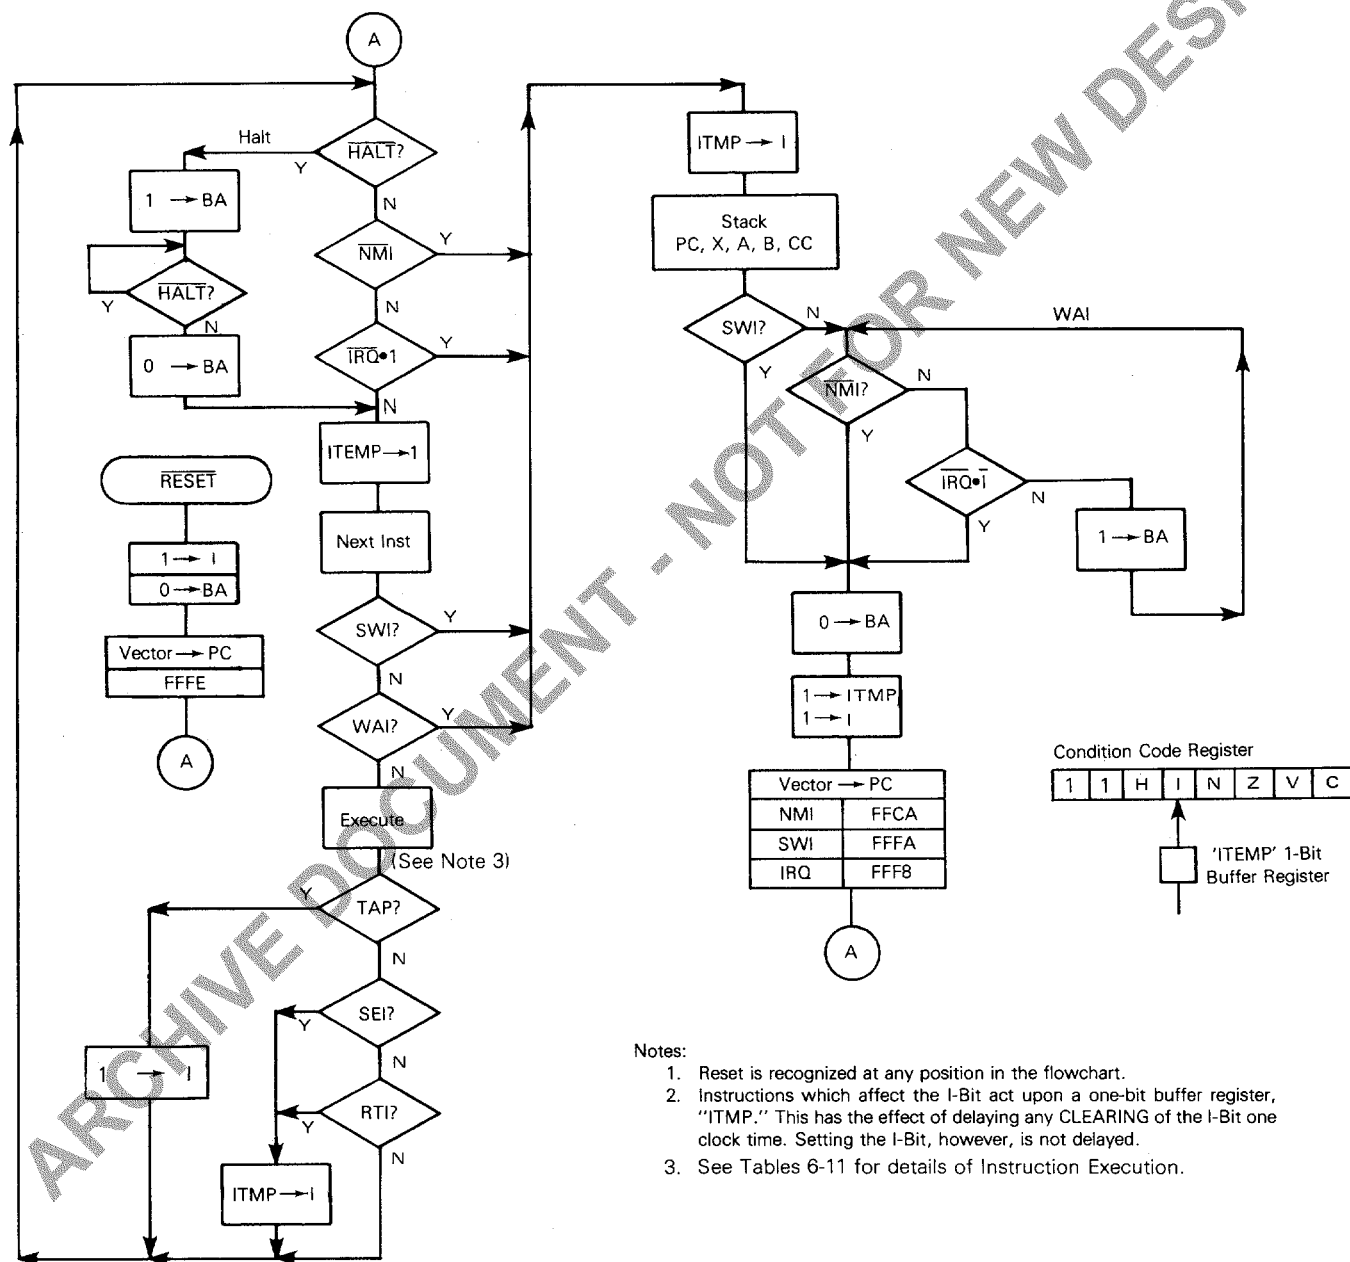 A
Halt
HALT?
Y
N
1 → BA
NMI
Y
N
HALT?
Y
N
IRQ•1
Y
N
0 → BA
ITEMP→1
RESET
Next Inst
1 → I
0 → BA
SWI?
Y
N
Vector → PC
FFFE
A
WAI?
Y
N
Execute
(See Note 3)
TAP?
Y
N
SEI?
Y
N
1 → I
RTI?
Y
N
ITMP→I
ITMP → I
Stack
PC, X, A, B, CC
SWI?
N
Y
WAI
NMI?
N
Y
IRQ•I
N
Y
1 → BA
0 → BA
1 → ITMP
1 → I
Vector → PC
NMI FFCA
SWI FFFA
IRQ FFF8
A
Condition Code Register
1 1 H I N Z V C
'ITEMP' 1-Bit
Buffer Register
Notes:
1. Reset is recognized at any position in the flowchart.
2. Instructions which affect the I-Bit act upon a one-bit buffer register,
"ITMP." This has the effect of delaying any CLEARING of the I-Bit one
clock time. Setting the I-Bit, however, is not delayed.
3. See Tables 6-11 for details of Instruction Execution.
ARCHIVE DOCUMENT - NOT FOR NEW DESI